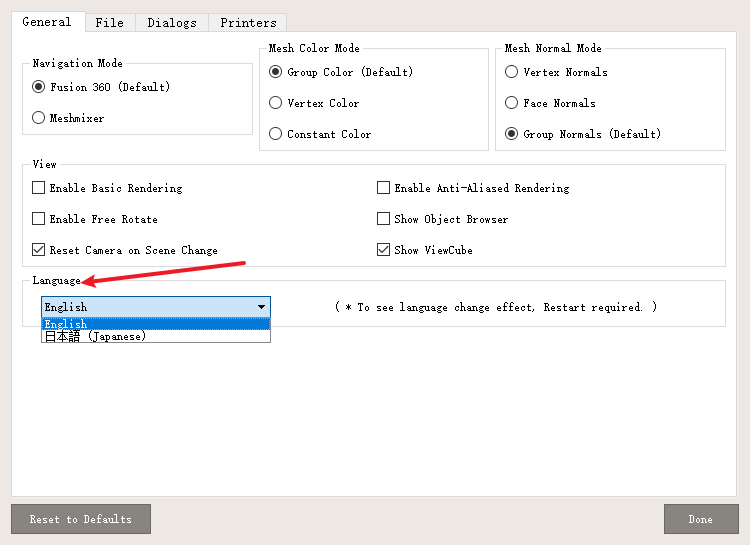 General File Dialogs Printers
Navigation Mode
Fusion 360 (Default)
Meshmixer
Mesh Color Mode
Group Color (Default)
Vertex Color
Constant Color
Mesh Normal Mode
Vertex Normals
Face Normals
Group Normals (Default)
View
Enable Basic Rendering
Enable Anti-Aliased Rendering
Enable Free Rotate
Show Object Browser
Reset Camera on Scene Change
Show ViewCube
Language
English
( * To see language change effect, Restart required. )
English
日本語 (Japanese)
Reset to Defaults
Done